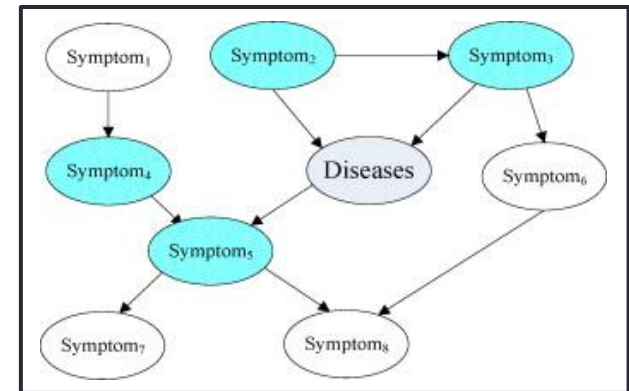 Symptom₁
Symptom₂
Symptom₃
Symptom₄
Diseases
Symptom₆
Symptom₅
Symptom₇
Symptom₈